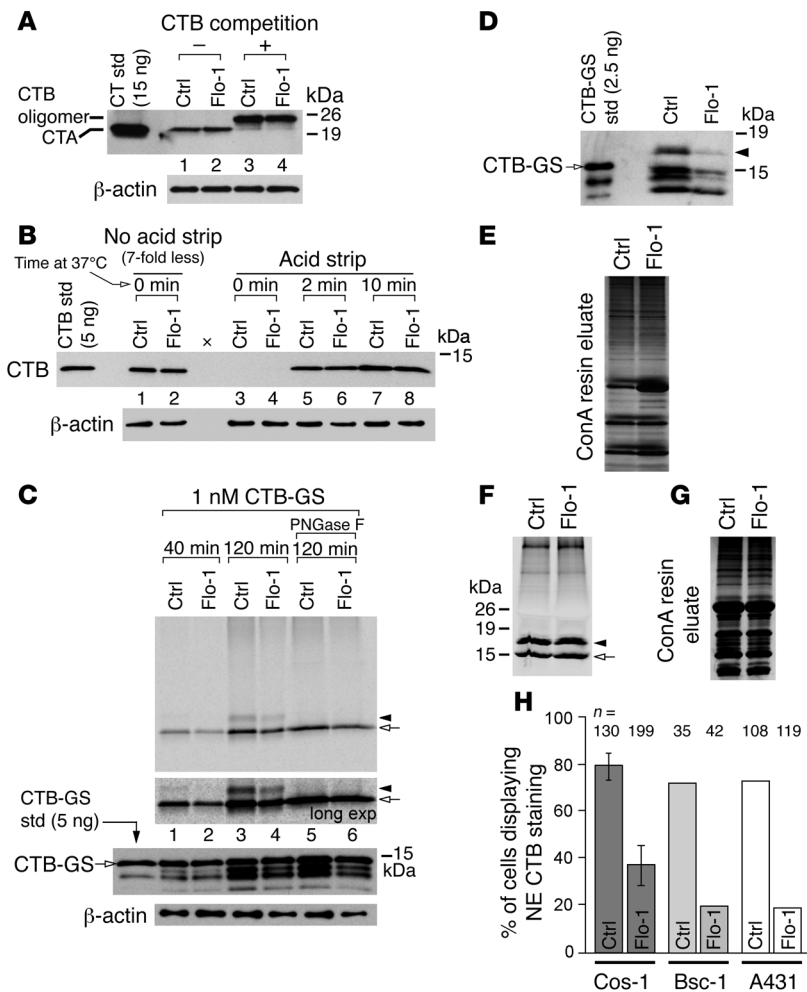 A
CTB competition
CT std
(15 ng)
–
+
Ctrl
Flo-1
Ctrl
Flo-1
kDa
CTB
oligomer
CTA
26
19
1 2 3 4
β-actin
B
No acid strip
(7-fold less)
Time at 37°C
Acid strip
0 min
0 min
2 min
10 min
CTB std
(5 ng)
Ctrl
Flo-1
×
Ctrl
Flo-1
Ctrl
Flo-1
Ctrl
Flo-1
kDa
15
CTB
1 2 3 4 5 6 7 8
β-actin
C
1 nM CTB-GS
PNGase F
40 min
120 min
120 min
Ctrl
Flo-1
Ctrl
Flo-1
Ctrl
Flo-1
long exp
CTB-GS
std (5 ng)
1 2 3 4 5 6
CTB-GS
15
kDa
β-actin
D
CTB-GS
std (2.5 ng)
Ctrl
Flo-1
kDa
19
CTB-GS
15
E
Ctrl
Flo-1
ConA resin eluate
F
Ctrl
Flo-1
kDa
26
19
15
G
Ctrl
Flo-1
ConA resin
eluate
H
% of cells displaying
NE CTB staining
100
80
60
40
20
0
n =
130 199 35 42 108 119
Ctrl
Flo-1
Ctrl
Flo-1
Ctrl
Flo-1
Cos-1
Bsc-1
A431